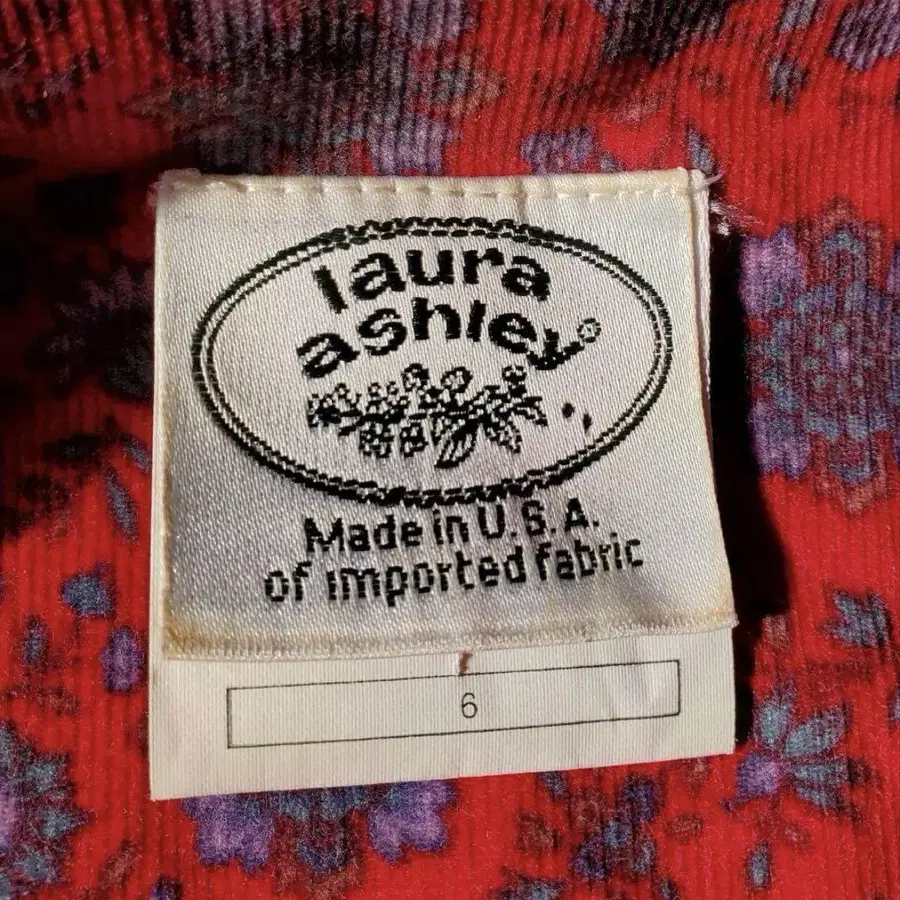 laura
ashley®
Made in U.S.A.
of imported fabric
6